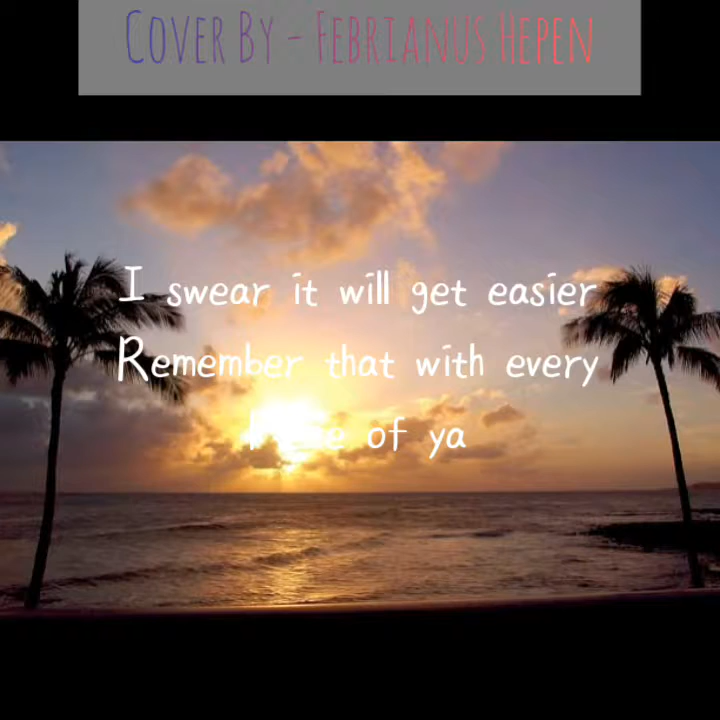 Cover By - Febrianus Hepen
I swear it will get easier
Remember that with every
of ya